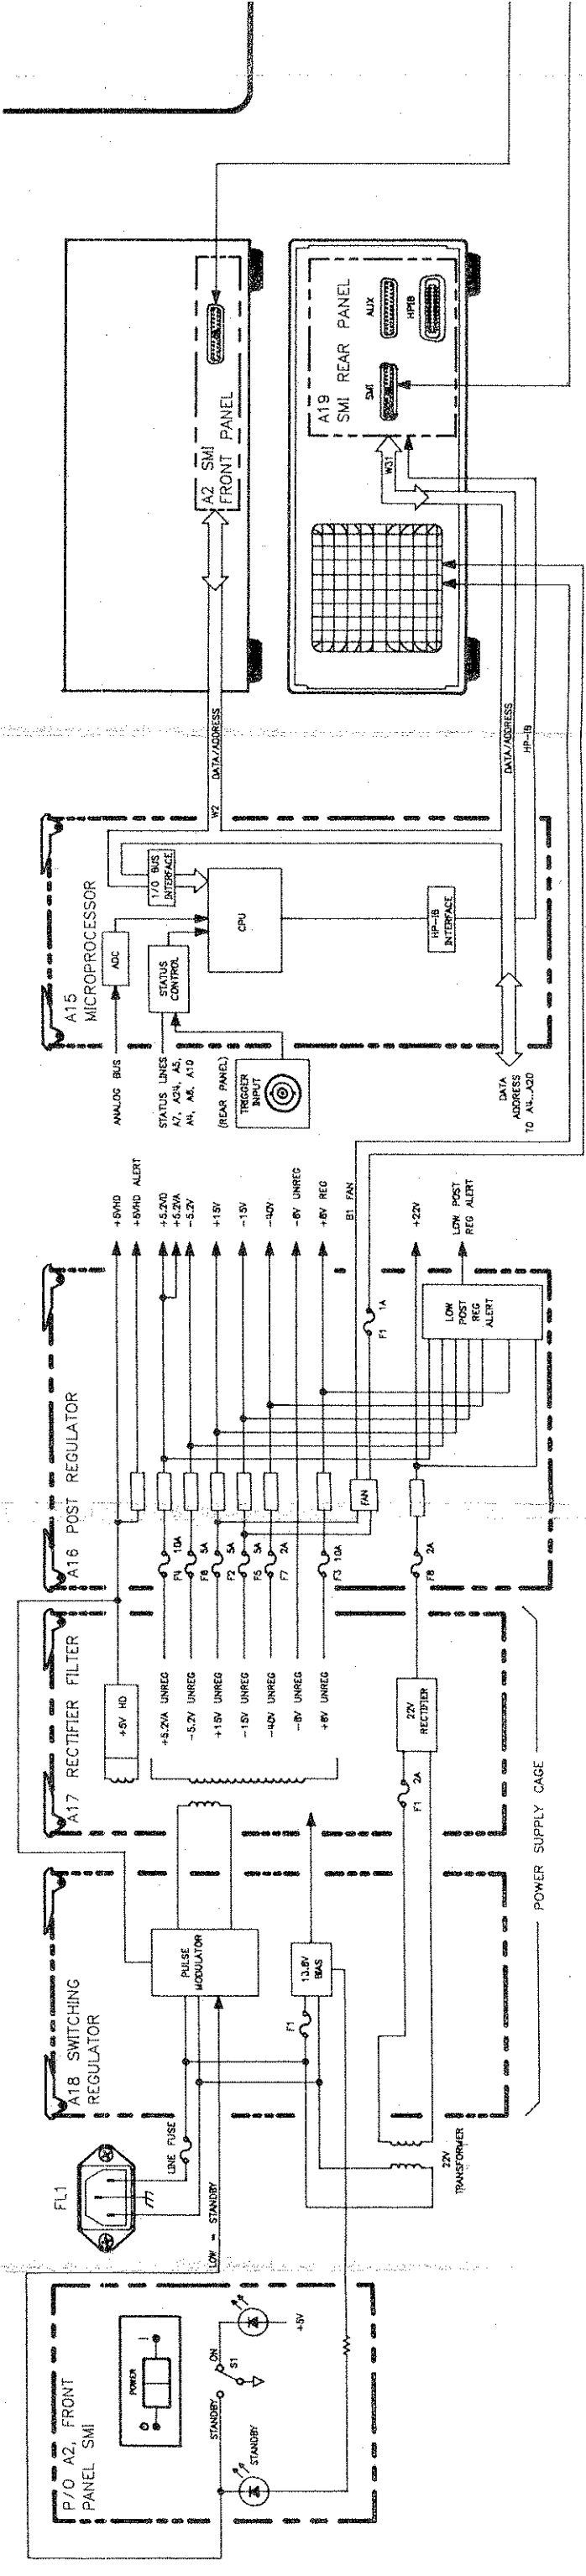 P/O A2, FRONT
PANEL SMI
POWER
STANDBY
ON
S1
+5V
STANDBY
FL1
LINE FUSE
LOW = STANDBY
22V
TRANSFORMER
A18 SWITCHING
REGULATOR
PULSE
MODULATOR
F1
13.8V
BIAS
POWER SUPPLY CAGE
A17 RECTIFIER FILTER
+5V HD
+5.2VA UNREG
-5.2V UNREG
+15V UNREG
-15V UNREG
-40V UNREG
-8V UNREG
+8V UNREG
F1 2A
22V
RECTIFIER
A16 POST REGULATOR
F4 10A
F6 5A
F2 5A
F5 5A
F7 2A
F3 10A
F8 2A
FAN
F1 1A
LOW
POST
REG
ALERT
+5VHD
+5VHD ALERT
+5.2VD
+5.2VA
-5.2V
+15V
-15V
-40V
-8V UNREG
+8V REG
B1 FAN
+22V
LOW POST
REG ALERT
A15
MICROPROCESSOR
ANALOG BUS
ADC
STATUS LINES
A7, A24, A5,
A4, A6, A10
STATUS
CONTROL
(REAR PANEL)
TRIGGER
INPUT
I/O BUS
INTERFACE
CPU
HP-IB
INTERFACE
DATA
ADDRESS
TO A4...A20
W2
DATA/ADDRESS
DATA/ADDRESS
HP-IB
A2 SMI
FRONT PANEL
A19
SMI REAR PANEL
SMI
AUX
HPIB
W31